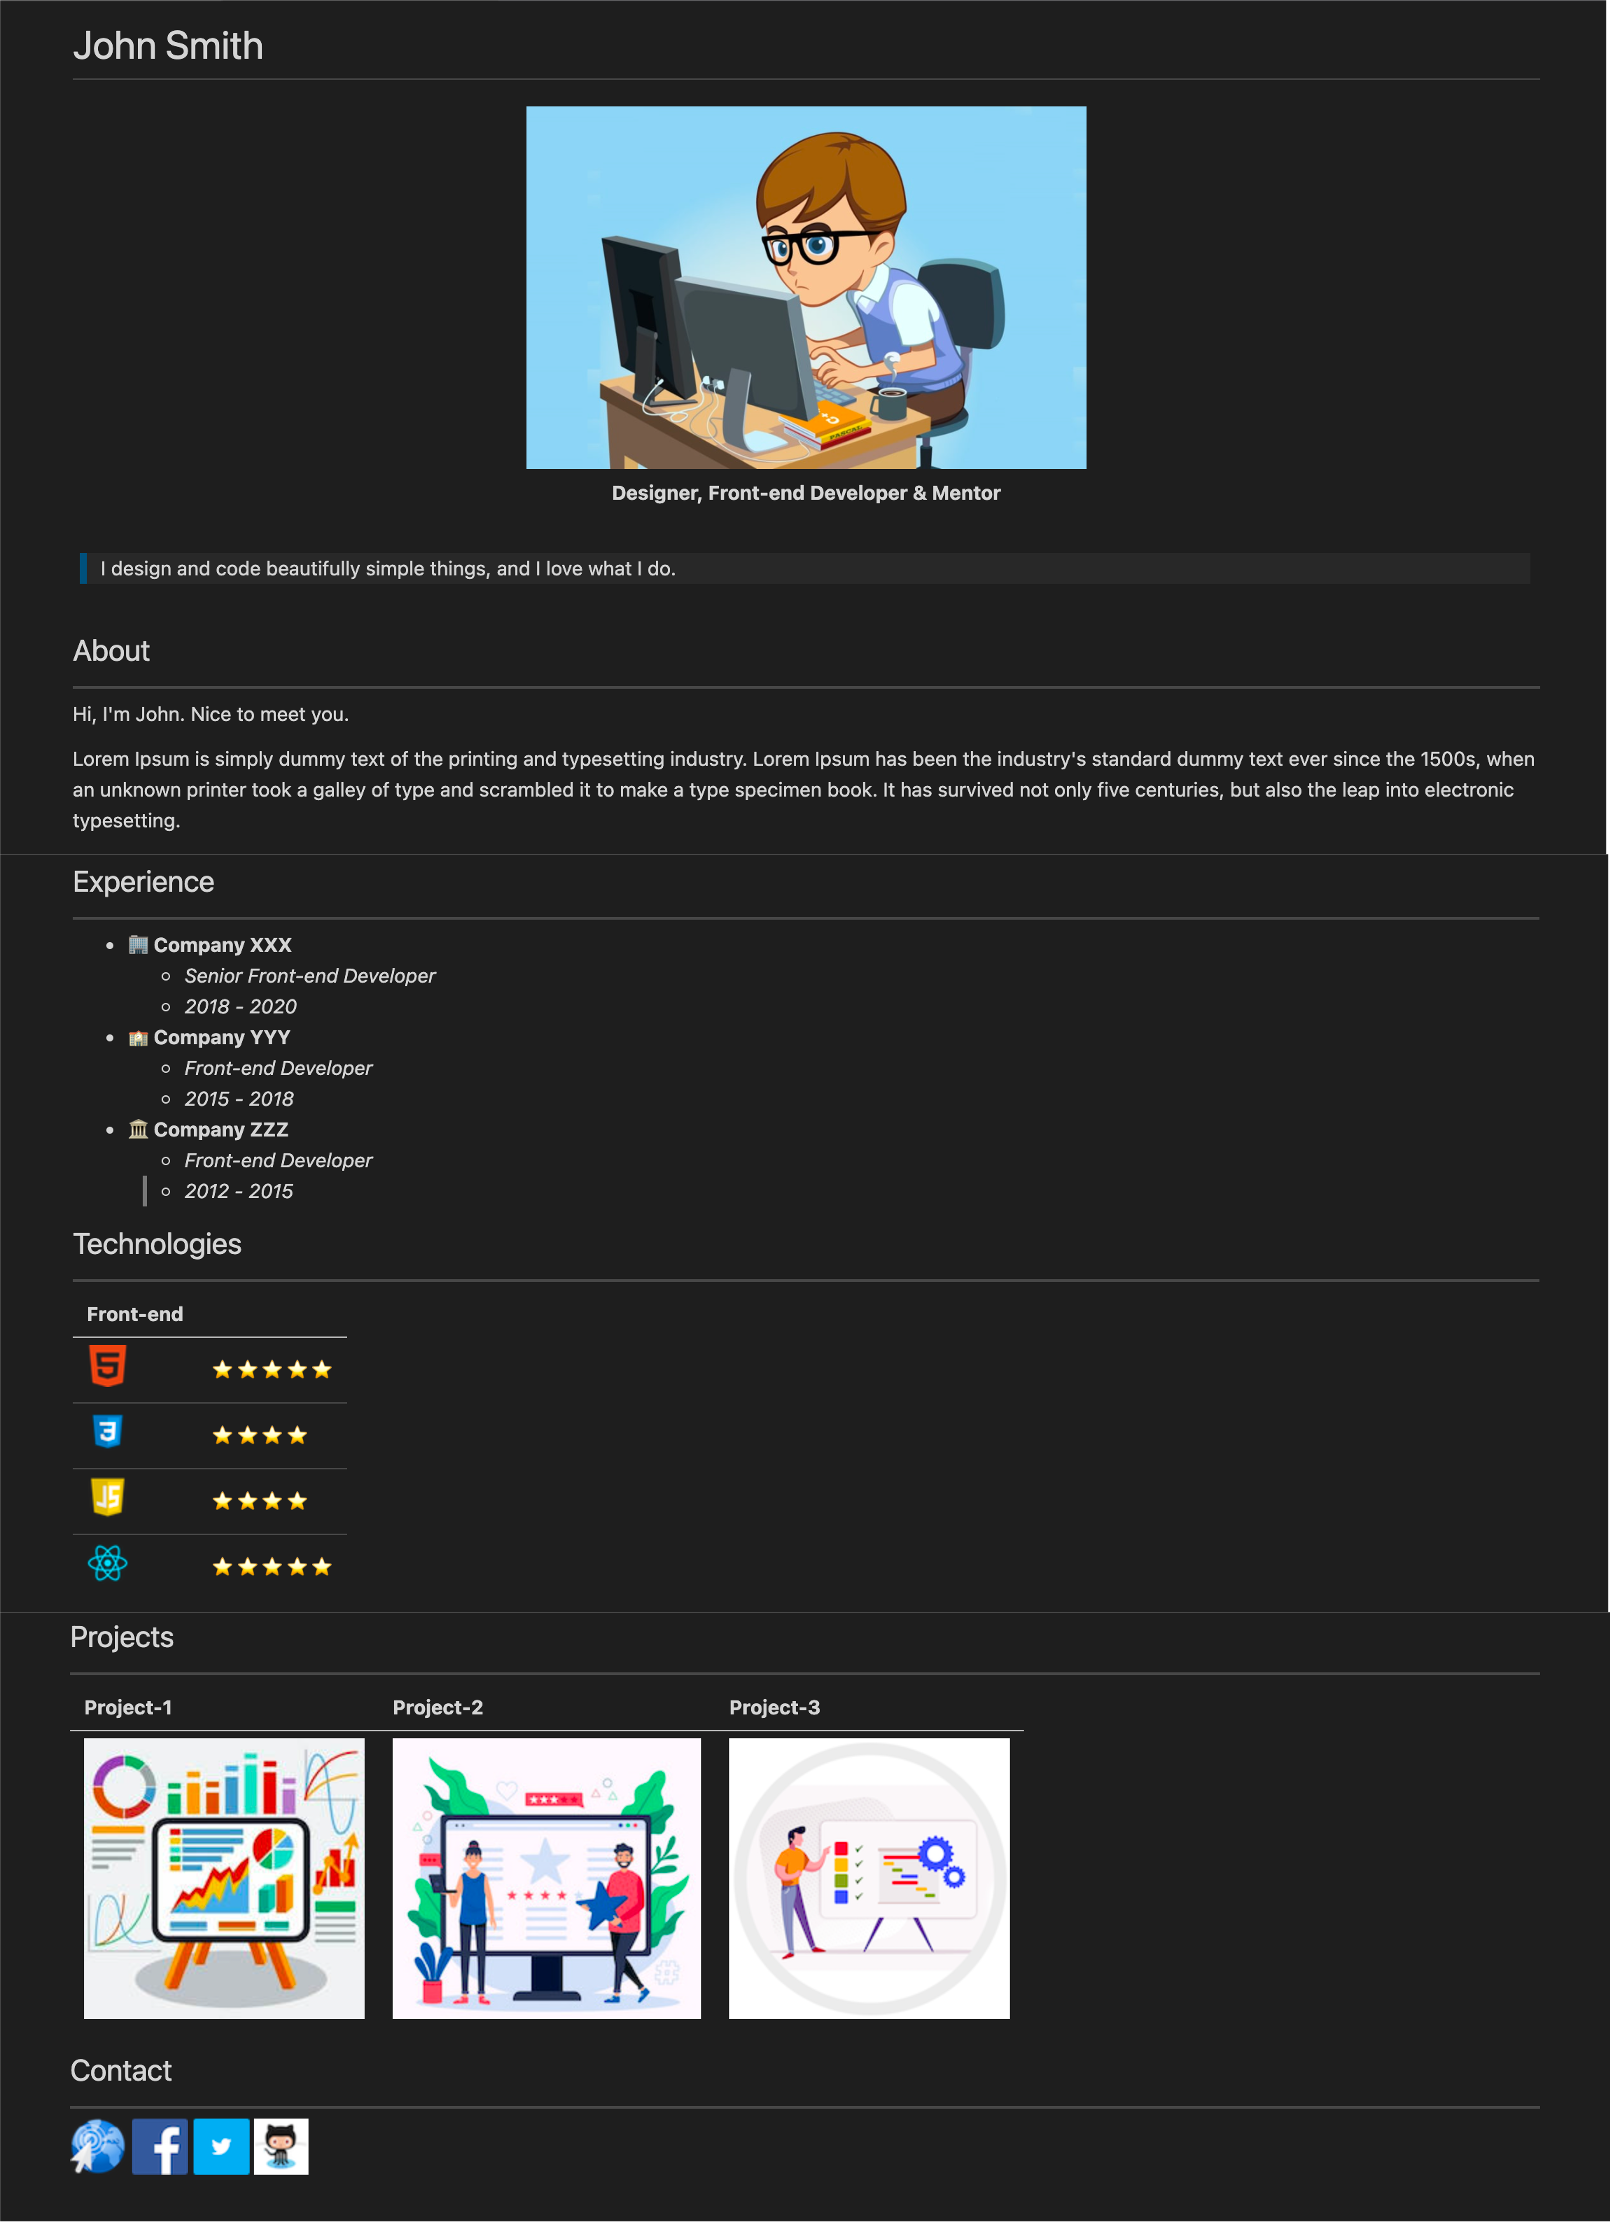 John Smith
PASCAL
Designer, Front-end Developer & Mentor
I design and code beautifully simple things, and I love what I do.
About
Hi, I'm John. Nice to meet you.
Lorem Ipsum is simply dummy text of the printing and typesetting industry. Lorem Ipsum has been the industry's standard dummy text ever since the 1500s, when
an unknown printer took a galley of type and scrambled it to make a type specimen book. It has survived not only five centuries, but also the leap into electronic
typesetting.
Experience
Company XXX
Senior Front-end Developer
2018 - 2020
Company YYY
Front-end Developer
2015 - 2018
Company ZZZ
Front-end Developer
2012 - 2015
Technologies
Front-end
5
3
JS
Projects
Project-1 Project-2 Project-3
Contact
f